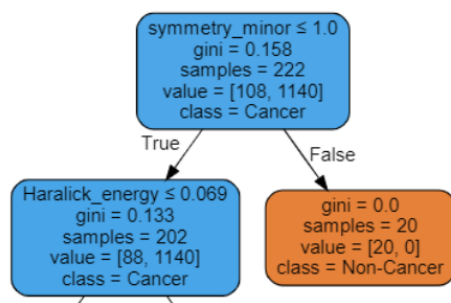 symmetry_minor ≤ 1.0
gini = 0.158
samples = 222
value = [108, 1140]
class = Cancer
True
False
Haralick_energy ≤ 0.069
gini = 0.133
samples = 202
value = [88, 1140]
class = Cancer
gini = 0.0
samples = 20
value = [20, 0]
class = Non-Cancer